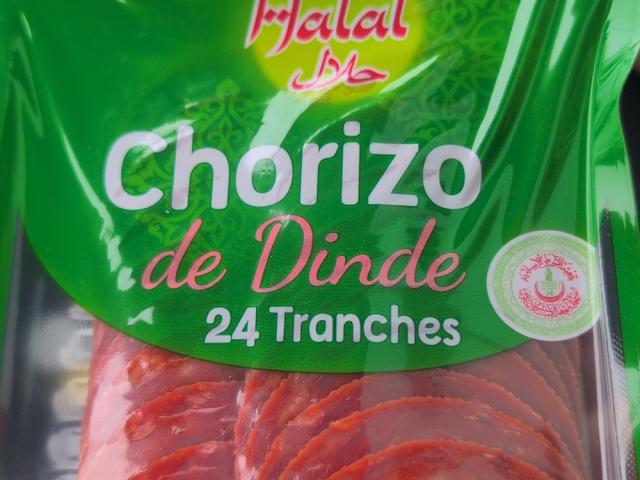 Halal
حلال
Chorizo
de Dinde
24 Tranches